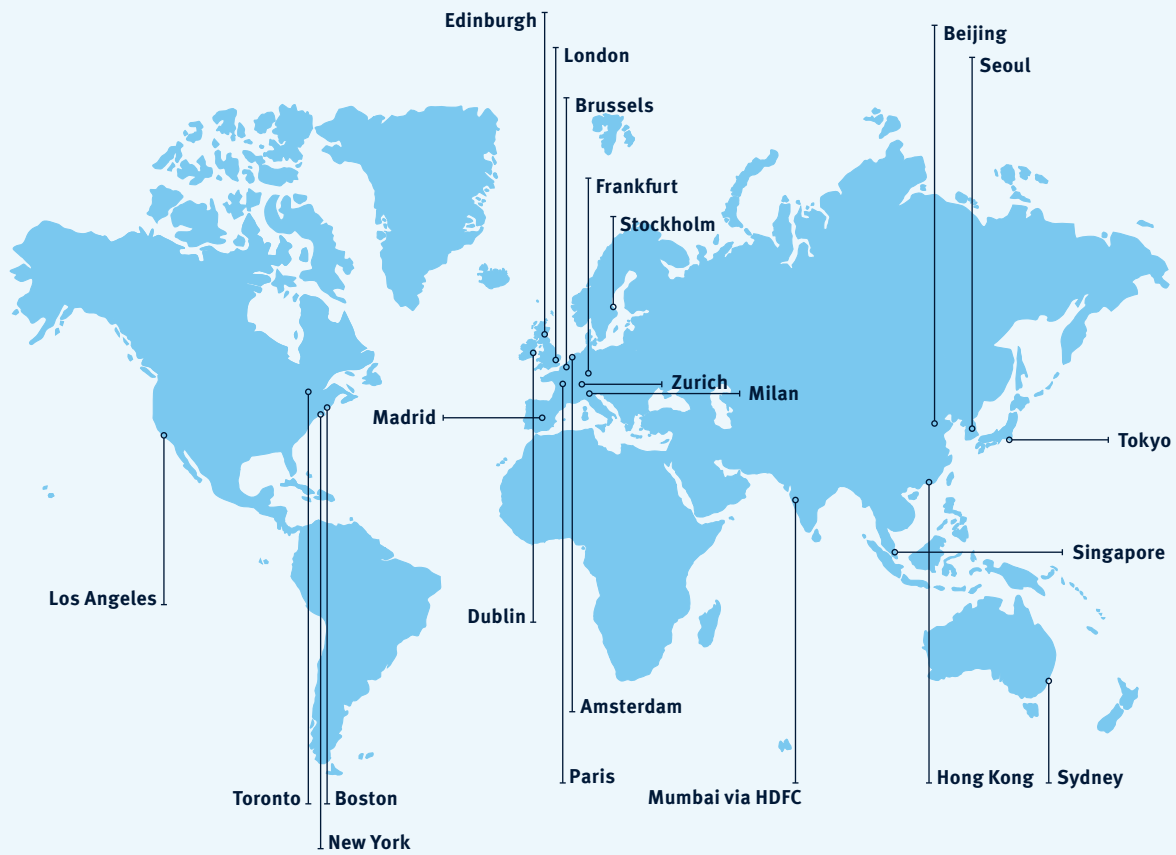 Edinburgh
Beijing
London
Seoul
Brussels
Frankfurt
Stockholm
Zurich
Milan
Madrid
Tokyo
Singapore
Los Angeles
Dublin
Amsterdam
Paris
Mumbai via HDFC
Hong Kong
Sydney
Toronto
Boston
New York